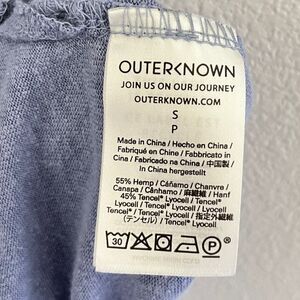 OUTERKNOWN
JOIN US ON OUR JOURNEY
OUTERKNOWN.COM
S
P
Made in China / Hecho en China /
Fabriqué en Chine / Fabbricato in
Cina / Fabricado na China / 中国製 /
In China hergestellt
55% Hemp / Cáñamo / Chanvre /
Canapa / Cânhamo / 麻繊維 / Hanf
45% Tencel® Lyocell / Tencel®
Lyocell / Tencel® Lyocell / Tencel®
Lyocell / Tencel® Lyocell / 指定外繊維
(テンセル) / Tencel® Lyocell
30 P